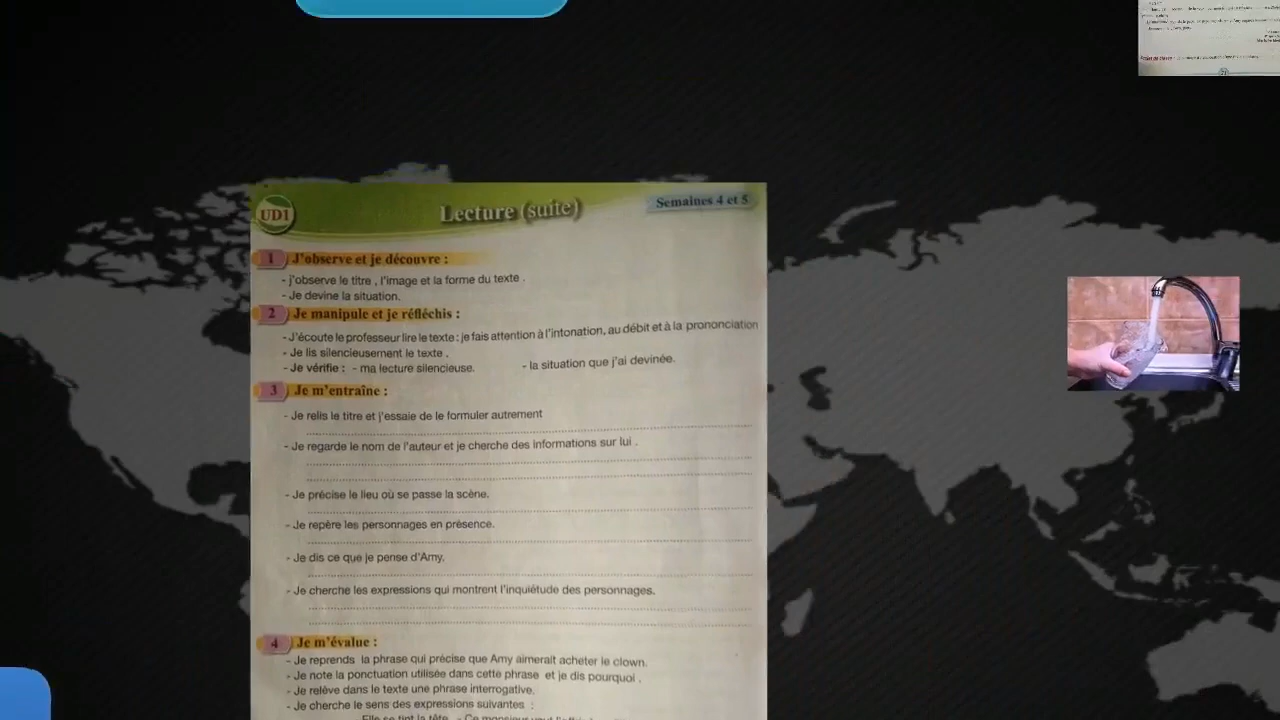 UD1
Lecture (suite)
Semaines 4 et 5
1 J'observe et je découvre :
- j'observe le titre , l'image et la forme du texte .
- Je devine la situation.
2 Je manipule et je réfléchis :
- J'écoute le professeur lire le texte : je fais attention à l'intonation, au débit et à la prononciation
- Je lis silencieusement le texte .
- Je vérifie : - ma lecture silencieuse. - la situation que j'ai devinée.
3 Je m'entraîne :
- Je relis le titre et j'essaie de le formuler autrement
- Je regarde le nom de l'auteur et je cherche des informations sur lui .
- Je précise le lieu où se passe la scène.
- Je repère les personnages en présence.
- Je dis ce que je pense d'Amy.
- Je cherche les expressions qui montrent l'inquiétude des personnages.
4 Je m'évalue :
- Je reprends la phrase qui précise que Amy aimerait acheter le clown.
- Je note la ponctuation utilisée dans cette phrase et je dis pourquoi .
- Je relève dans le texte une phrase interrogative.
- Je cherche le sens des expressions suivantes :